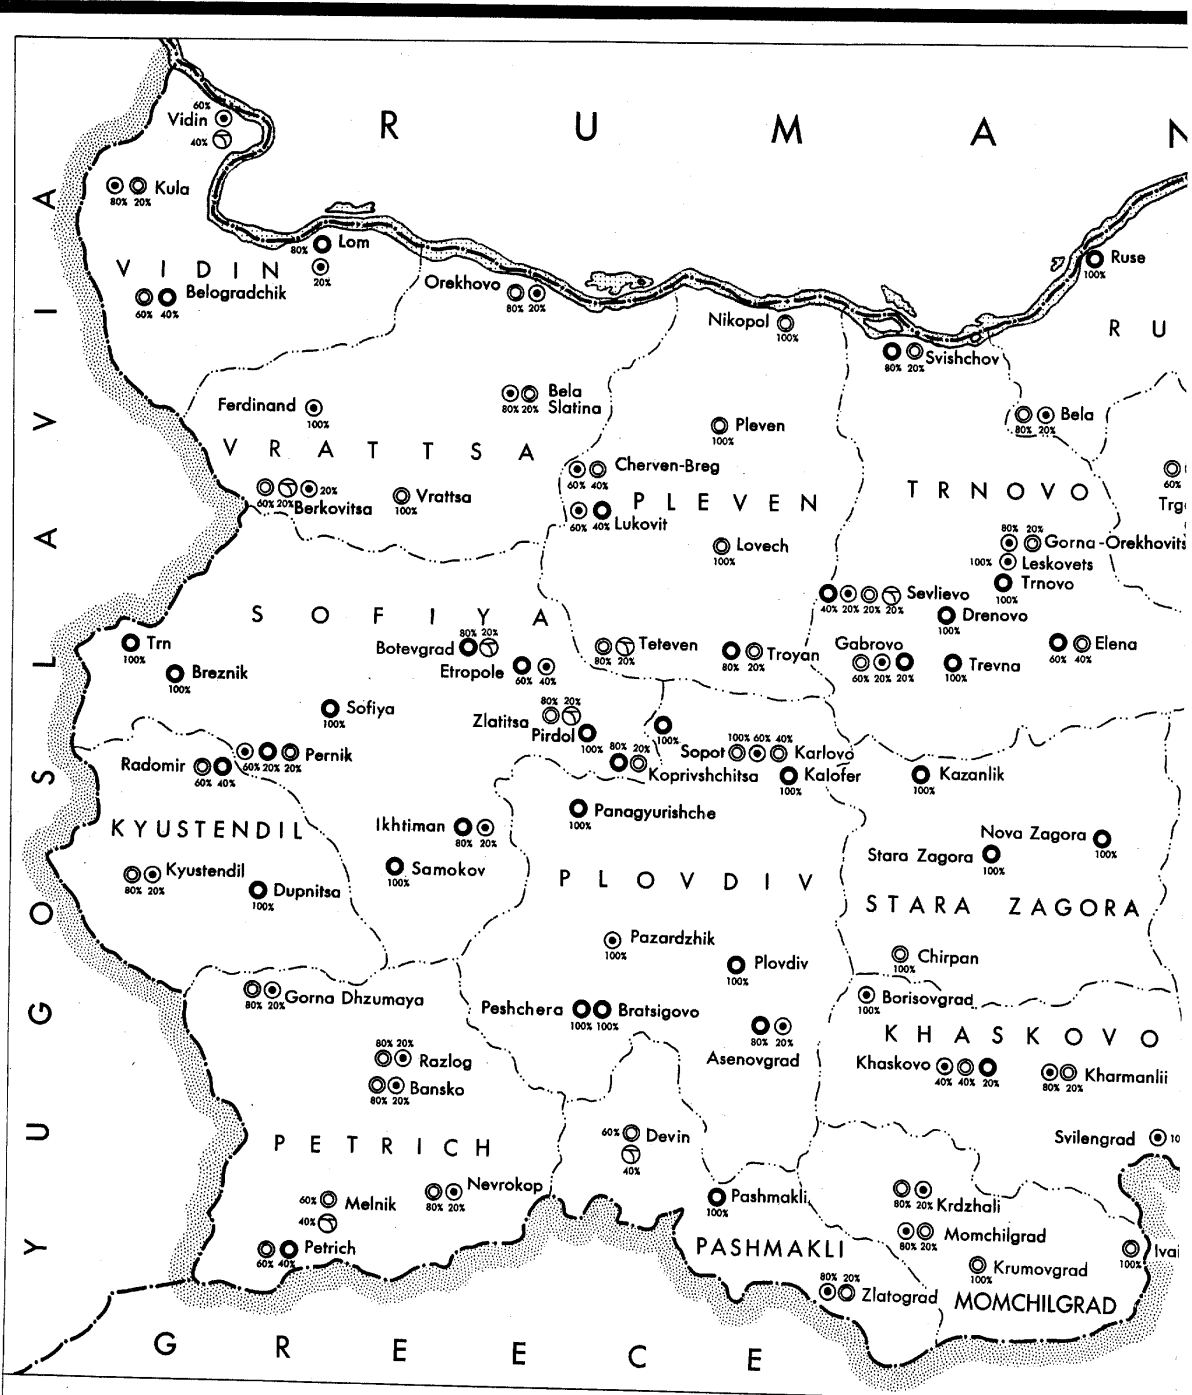 R U M A N
60%
Vidin
40%
Kula
80% 20%
Lom
80%
20%
V I D I N
Belogradchik
60% 40%
Orekhovo
80% 20%
Ruse
100%
Nikopol
100%
R U
Svishchov
80% 20%
Ferdinand
100%
Bela
Slatina
80% 20%
Pleven
100%
Bela
80% 20%
V R A T T S A
Cherven-Breg
60% 40%
60%
Berkovitsa
60% 20% 20%
Vrattsa
100%
P L E V E N
T R N O V O
Lukovit
60% 40%
Lovech
100%
80% 20%
Gorna-Orekhovits
100% Leskovets
Trnovo
100%
Sevlievo
40% 20% 20% 20%
Drenovo
100%
S O F I Y A
Trn
100%
Breznik
100%
80% 20%
Botevgrad
Etropole
60% 40%
Teteven
80% 20%
Troyan
80% 20%
Gabrovo
60% 20% 20%
Trevna
100%
Elena
60% 40%
Sofiya
100%
80% 20%
Zlatitsa
Pirdol
100%
100%
Pernik
60% 20% 20%
Radomir
60% 40%
80% 20%
Koprivshchitsa
100% 60% 40%
Sopot Karlovo
Kalofer
100%
Kazanlik
100%
KYUSTENDIL
Ikhtiman
80% 20%
Panagyurishche
100%
Nova Zagora
100%
Stara Zagora
100%
Kyustendil
80% 20%
Dupnitsa
100%
Samokov
100%
P L O V D I V
STARA ZAGORA
Pazardzhik
100%
Plovdiv
100%
Chirpan
100%
Gorna Dhzumaya
80% 20%
Peshchera Bratsigovo
100% 100%
Borisovgrad
100%
Asenovgrad
80% 20%
K H A S K O V O
80% 20%
Razlog
Bansko
80% 20%
Khaskovo
40% 40% 20%
Kharmanlii
80% 20%
P E T R I C H
60% Devin
40%
Svilengrad
Nevrokop
80% 20%
60% Melnik
40%
Pashmakli
100%
Krdzhali
80% 20%
Momchilgrad
80% 20%
Petrich
60% 40%
PASHMAKLI
Krumovgrad
100%
100%
80% 20%
Zlatograd
MOMCHILGRAD
Y U G O S L A V I A
G R E E C E